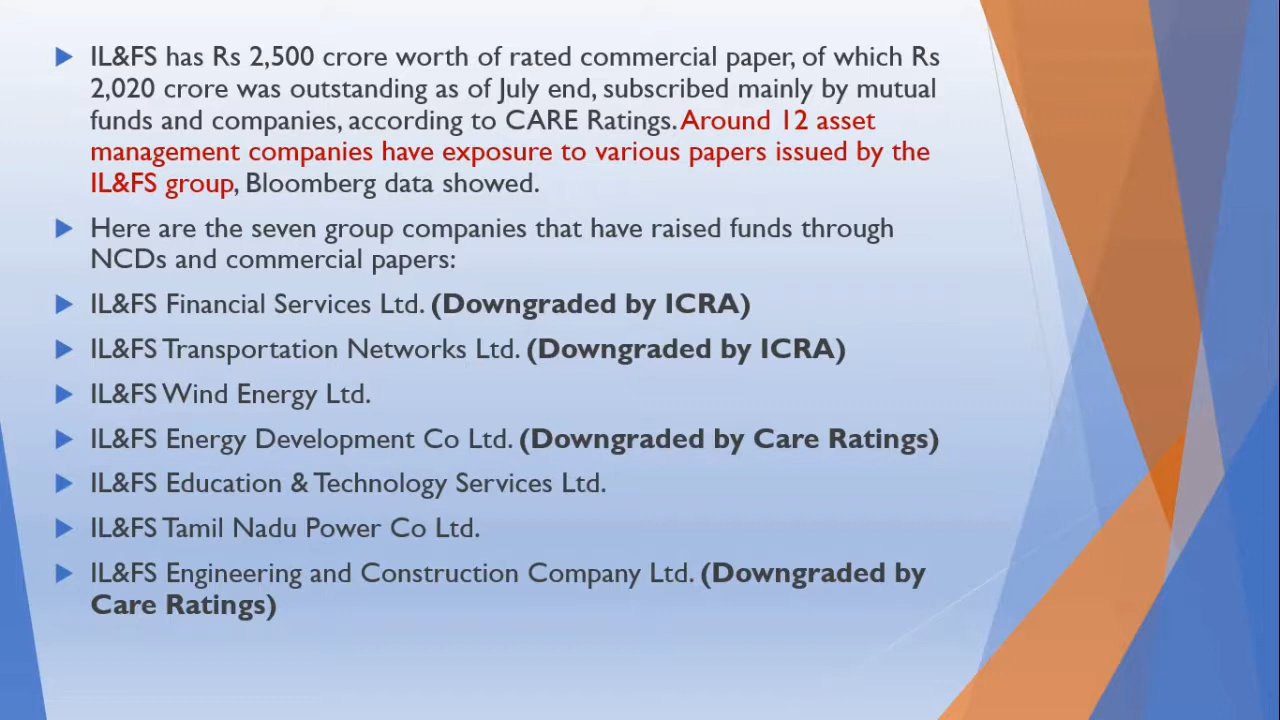 IL&FS has Rs 2,500 crore worth of rated commercial paper, of which Rs
2,020 crore was outstanding as of July end, subscribed mainly by mutual
funds and companies, according to CARE Ratings. Around 12 asset
management companies have exposure to various papers issued by the
IL&FS group, Bloomberg data showed.
Here are the seven group companies that have raised funds through
NCDs and commercial papers:
IL&FS Financial Services Ltd. (Downgraded by ICRA)
IL&FS Transportation Networks Ltd. (Downgraded by ICRA)
IL&FS Wind Energy Ltd.
IL&FS Energy Development Co Ltd. (Downgraded by Care Ratings)
IL&FS Education & Technology Services Ltd.
IL&FS Tamil Nadu Power Co Ltd.
IL&FS Engineering and Construction Company Ltd. (Downgraded by
Care Ratings)